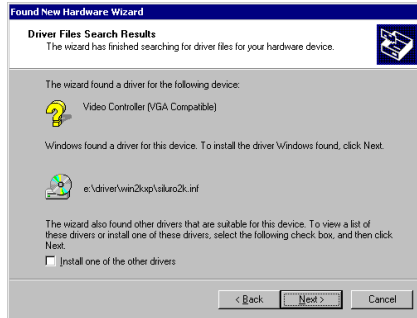 Found New Hardware Wizard
Driver Files Search Results
The wizard has finished searching for driver files for your hardware device.
The wizard found a driver for the following device:
Video Controller (VGA Compatible)
Windows found a driver for this device. To install the driver Windows found, click Next.
e:\driver\win2kxp\siluro2k.inf
The wizard also found other drivers that are suitable for this device. To view a list of
these drivers or install one of these drivers, select the following check box, and then click
Next.
Install one of the other drivers
< Back
Next >
Cancel